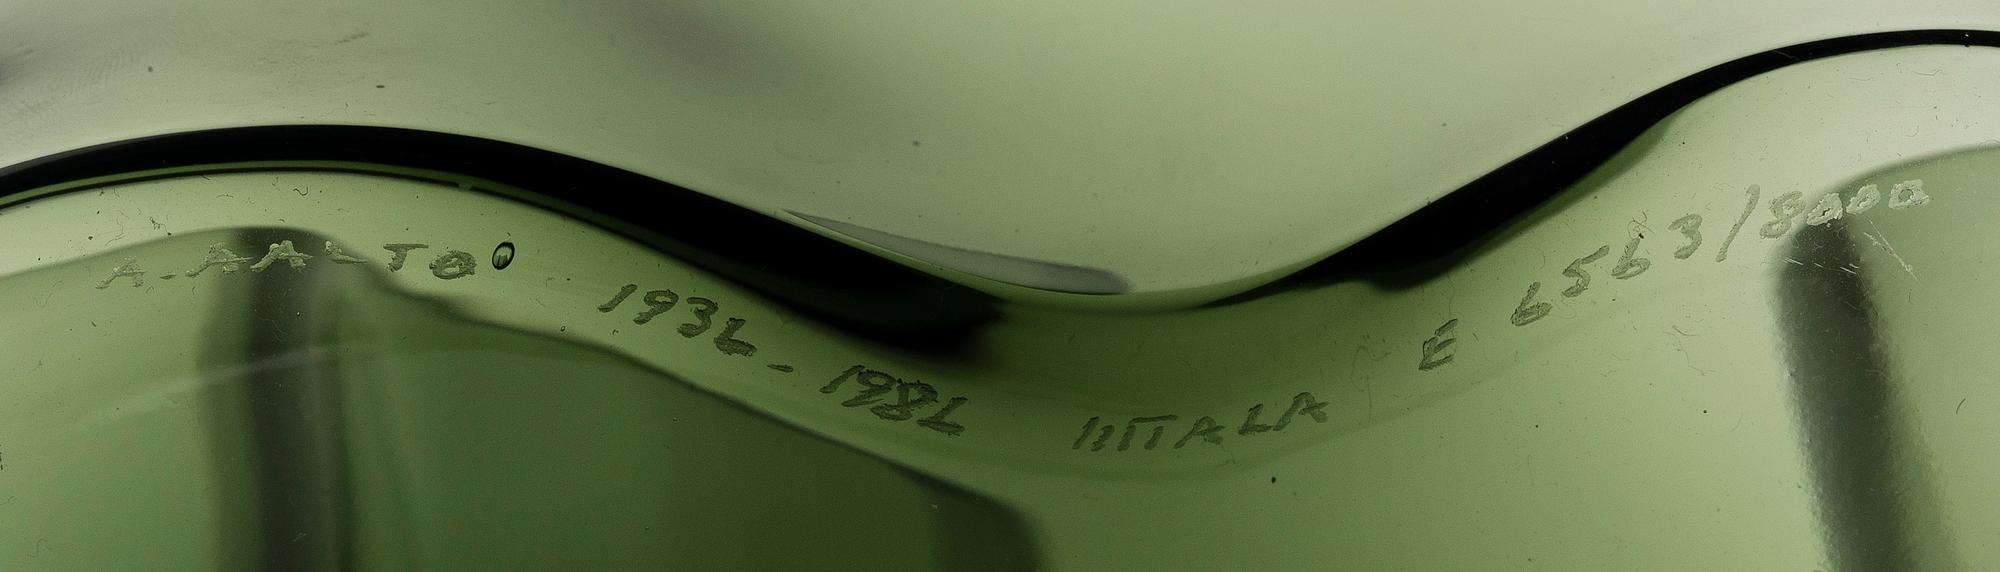 A. AALTO 1936 - 1986 IITTALA E 6563/8000